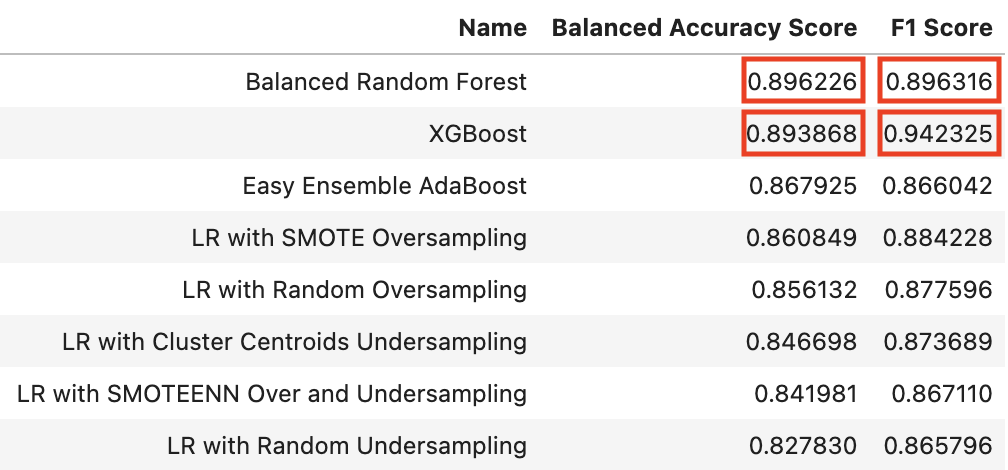 Name Balanced Accuracy Score F1 Score
Balanced Random Forest 0.896226 0.896316
XGBoost 0.893868 0.942325
Easy Ensemble AdaBoost 0.867925 0.866042
LR with SMOTE Oversampling 0.860849 0.884228
LR with Random Oversampling 0.856132 0.877596
LR with Cluster Centroids Undersampling 0.846698 0.873689
LR with SMOTEENN Over and Undersampling 0.841981 0.867110
LR with Random Undersampling 0.827830 0.865796